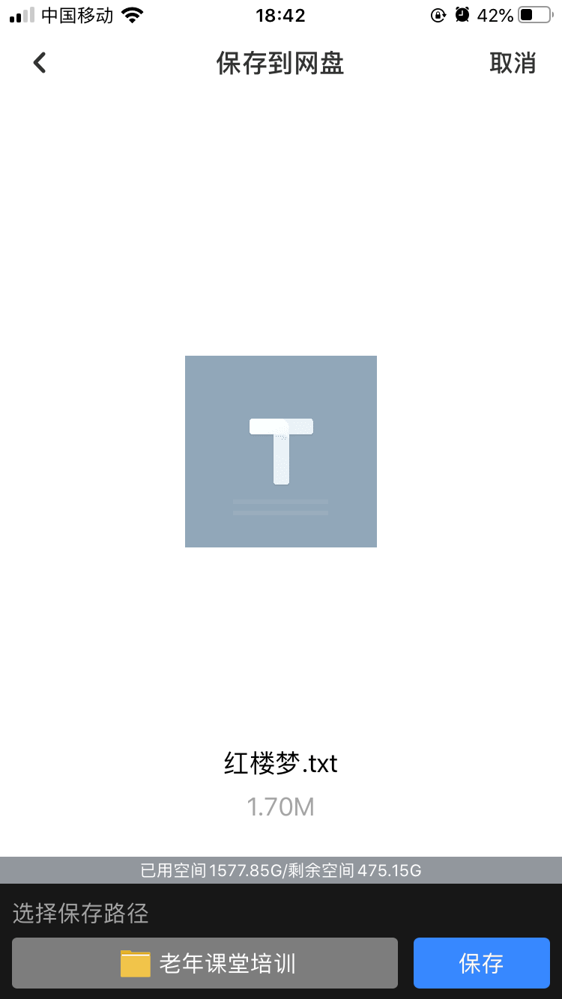 中国移动 18:42 42%
保存到网盘 取消
T
红楼梦.txt
1.70M
已用空间1577.85G/剩余空间475.15G
选择保存路径
老年课堂培训 保存